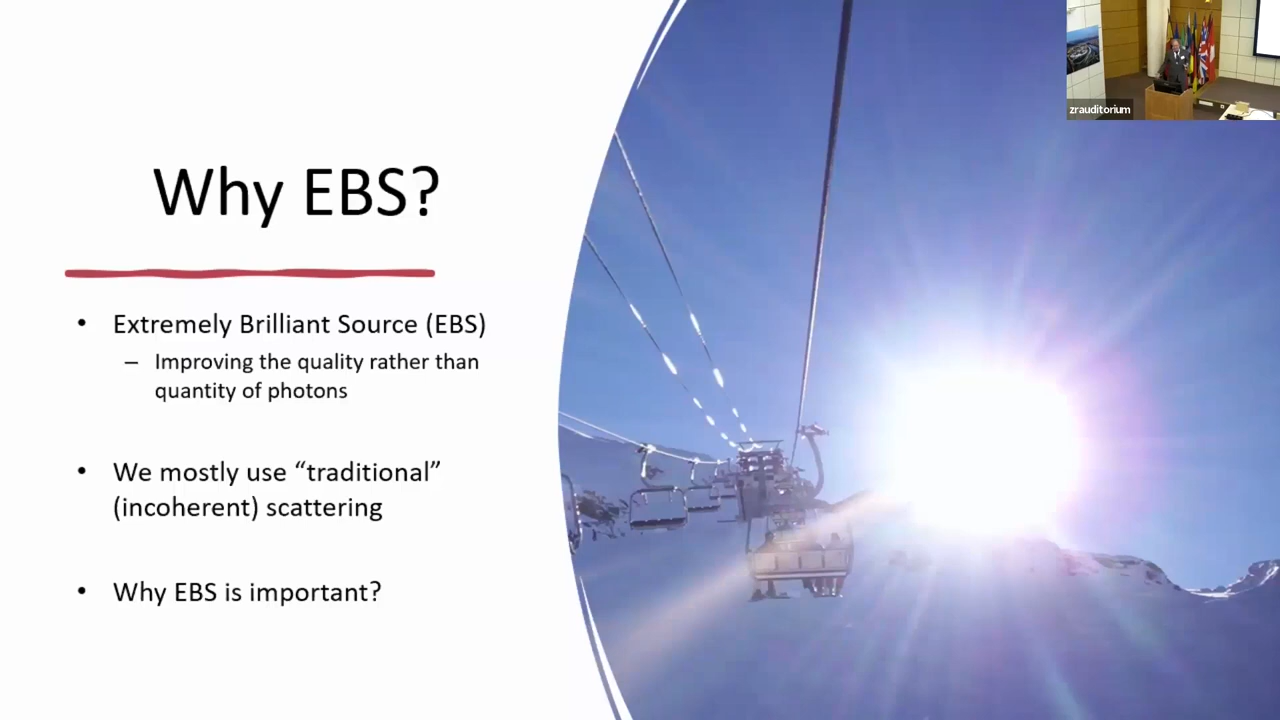 zrauditorium
Why EBS?
• Extremely Brilliant Source (EBS)
– Improving the quality rather than
quantity of photons
• We mostly use “traditional”
(incoherent) scattering
• Why EBS is important?